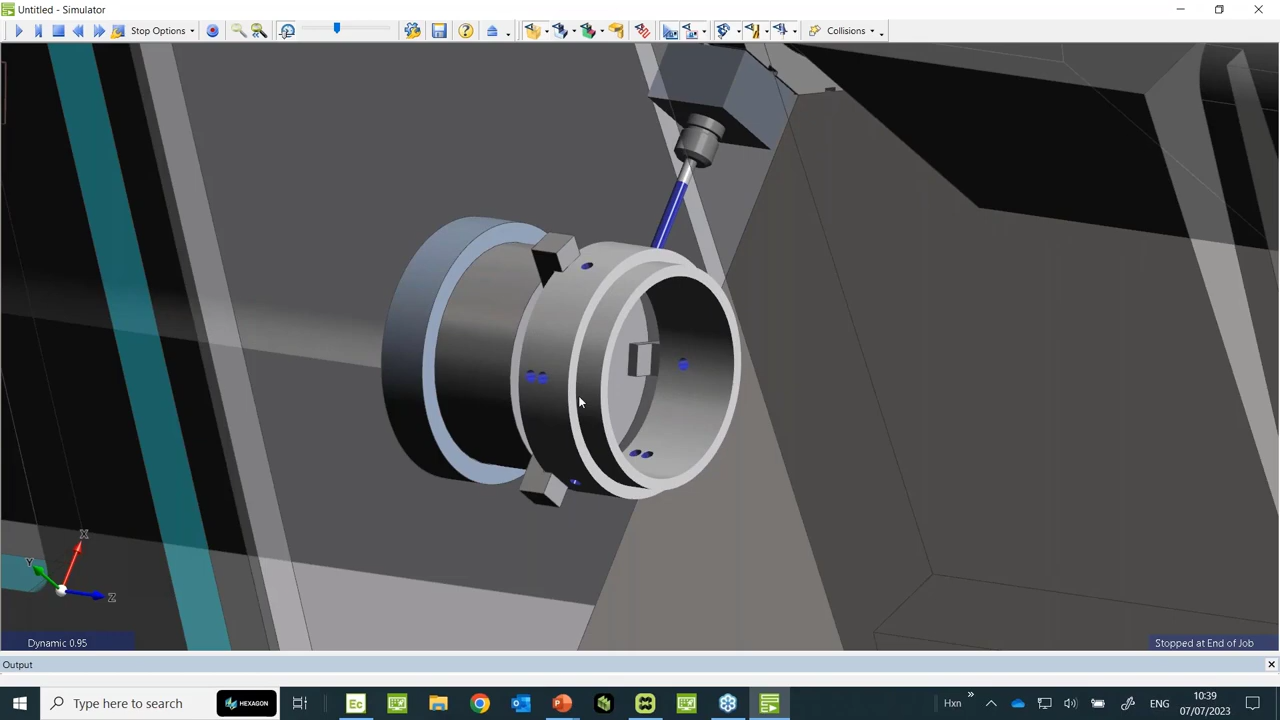 Untitled - Simulator
Stop Options
Collisions
X
Y
Z
Dynamic 0.95
Stopped at End of Job
Output
Type here to search
HEXAGON
Ec
Hxn
ENG
10:39
07/07/2023